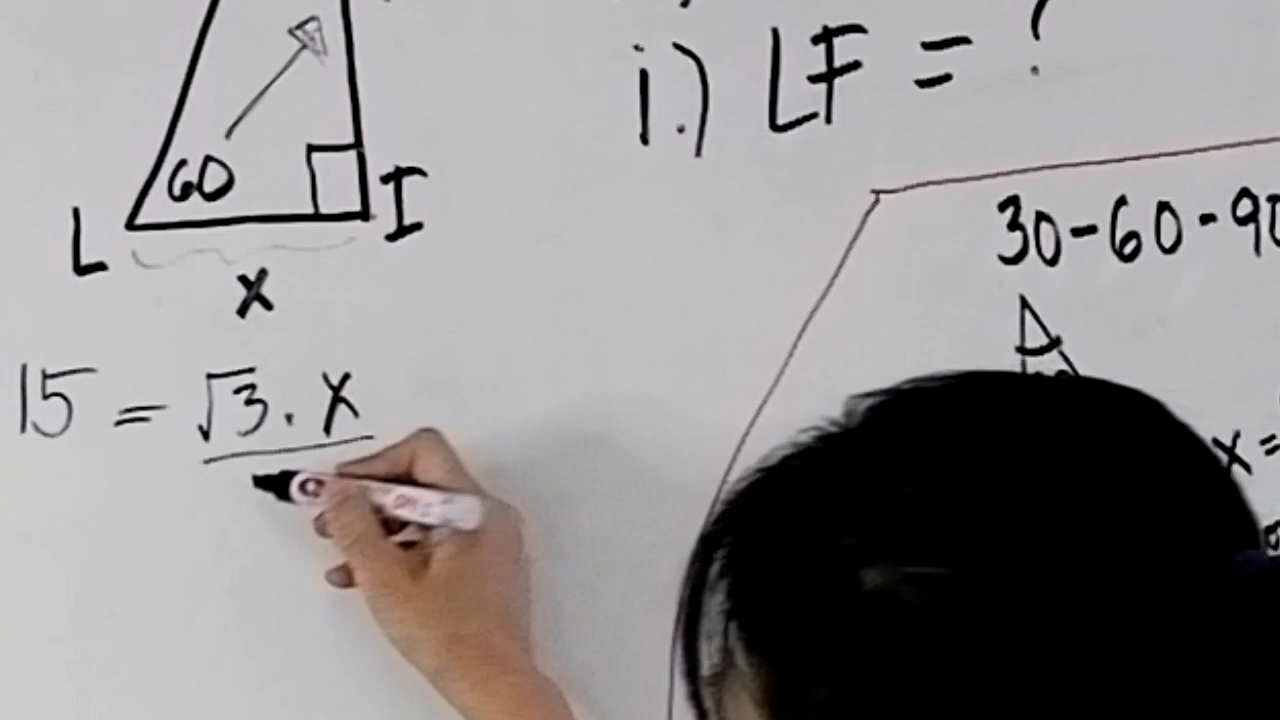 i.) LF = ?
60
L
I
x
30-60-90
A
15 = √3 . x
x =